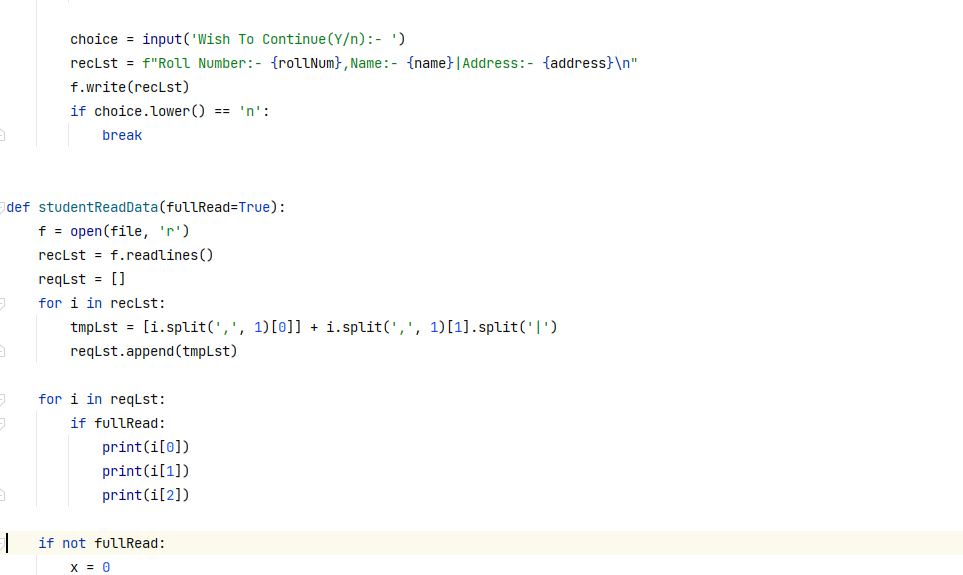 choice = input('Wish To Continue(Y/n):- ')
recLst = f"Roll Number:- {rollNum},Name:- {name}|Address:- {address}\n"
f.write(recLst)
if choice.lower() == 'n':
break
def studentReadData(fullRead=True):
f = open(file, 'r')
recLst = f.readlines()
reqLst = []
for i in recLst:
tmpLst = [i.split(',', 1)[0]] + i.split(',', 1)[1].split('|')
reqLst.append(tmpLst)
for i in reqLst:
if fullRead:
print(i[0])
print(i[1])
print(i[2])
if not fullRead:
x = 0